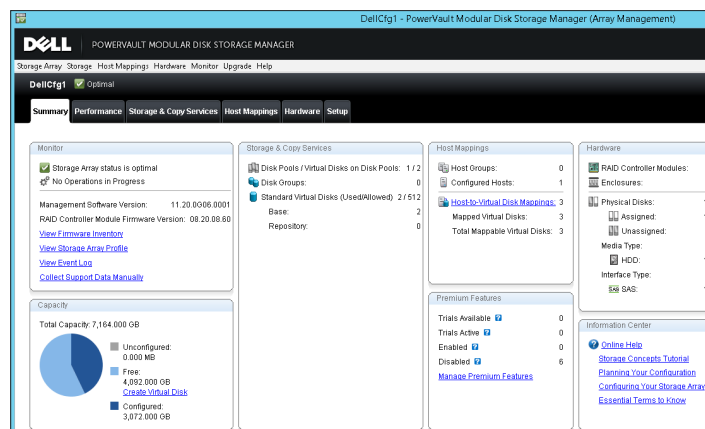 DellCfg1 - PowerVault Modular Disk Storage Manager (Array Management)
DELL POWERVAULT MODULAR DISK STORAGE MANAGER
Storage Array Storage Host Mappings Hardware Monitor Upgrade Help
DellCfg1 Optimal
Summary Performance Storage & Copy Services Host Mappings Hardware Setup
Monitor
Storage Array status is optimal
No Operations in Progress
Management Software Version: 11.20.0G06.0001
RAID Controller Module Firmware Version: 08.20.08.60
View Firmware Inventory
View Storage Array Profile
View Event Log
Collect Support Data Manually
Capacity
Total Capacity: 7,164.000 GB
Unconfigured:
0.000 MB
Free:
4,092.000 GB
Create Virtual Disk
Configured:
3,072.000 GB
Storage & Copy Services
Disk Pools / Virtual Disks on Disk Pools: 1 / 2
Disk Groups: 0
Standard Virtual Disks (Used/Allowed) 2 / 512
Base: 2
Repository: 0
Host Mappings
Host Groups: 0
Configured Hosts: 1
Host-to-Virtual Disk Mappings: 3
Mapped Virtual Disks: 3
Total Mappable Virtual Disks: 3
Premium Features
Trials Available ? 0
Trials Active ? 0
Enabled ? 0
Disabled ? 6
Manage Premium Features
Hardware
RAID Controller Modules:
Enclosures:
Physical Disks:
Assigned:
Unassigned:
Media Type:
HDD:
Interface Type:
SAS SAS:
Information Center
? Online Help
Storage Concepts Tutorial
Planning Your Configuration
Configuring Your Storage Array
Essential Terms to Know